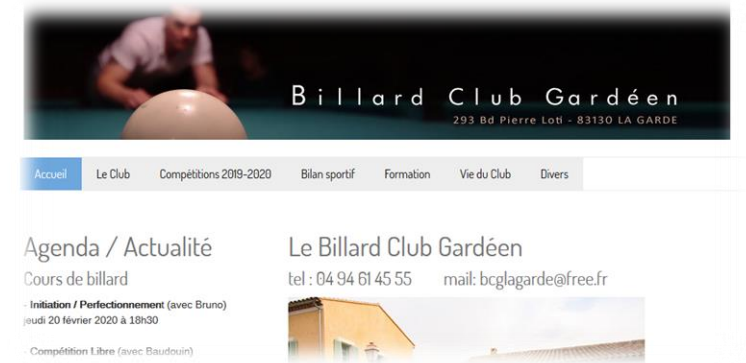 Billard Club Gardéen
293 Bd Pierre Loti - 83130 LA GARDE
Accueil Le Club Compétitions 2019-2020 Bilan sportif Formation Vie du Club Divers
Agenda / Actualité
Cours de billard
- Initiation / Perfectionnement (avec Bruno)
jeudi 20 février 2020 à 18h30
- Compétition Libre (avec Baudouin)
Le Billard Club Gardéen
tel : 04 94 61 45 55 mail: bcglagarde@free.fr